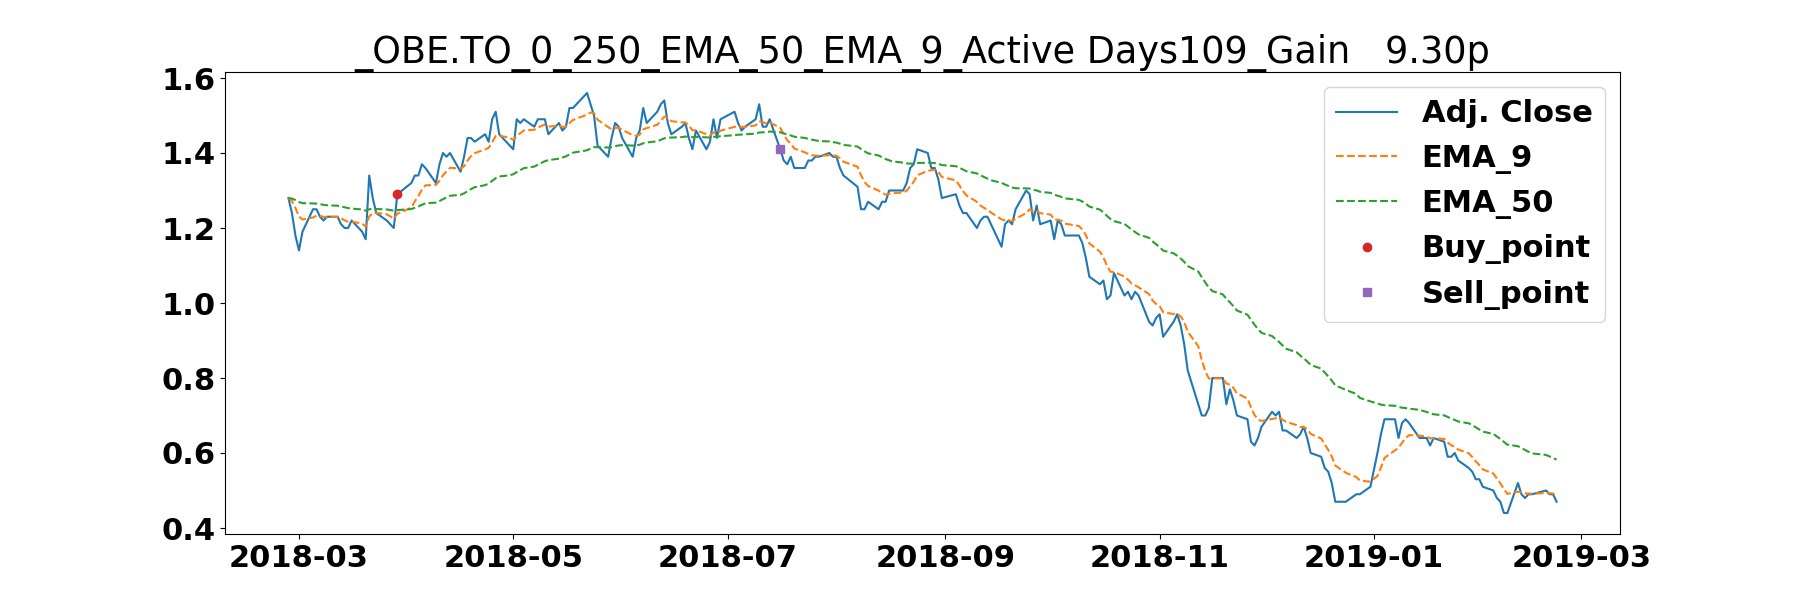 _OBE.TO_0_250_EMA_50_EMA_9_Active Days109_Gain   9.30p
1.6
1.4
1.2
1.0
0.8
0.6
0.4
2018-03 2018-05 2018-07 2018-09 2018-11 2019-01 2019-03
Adj. Close
EMA_9
EMA_50
Buy_point
Sell_point